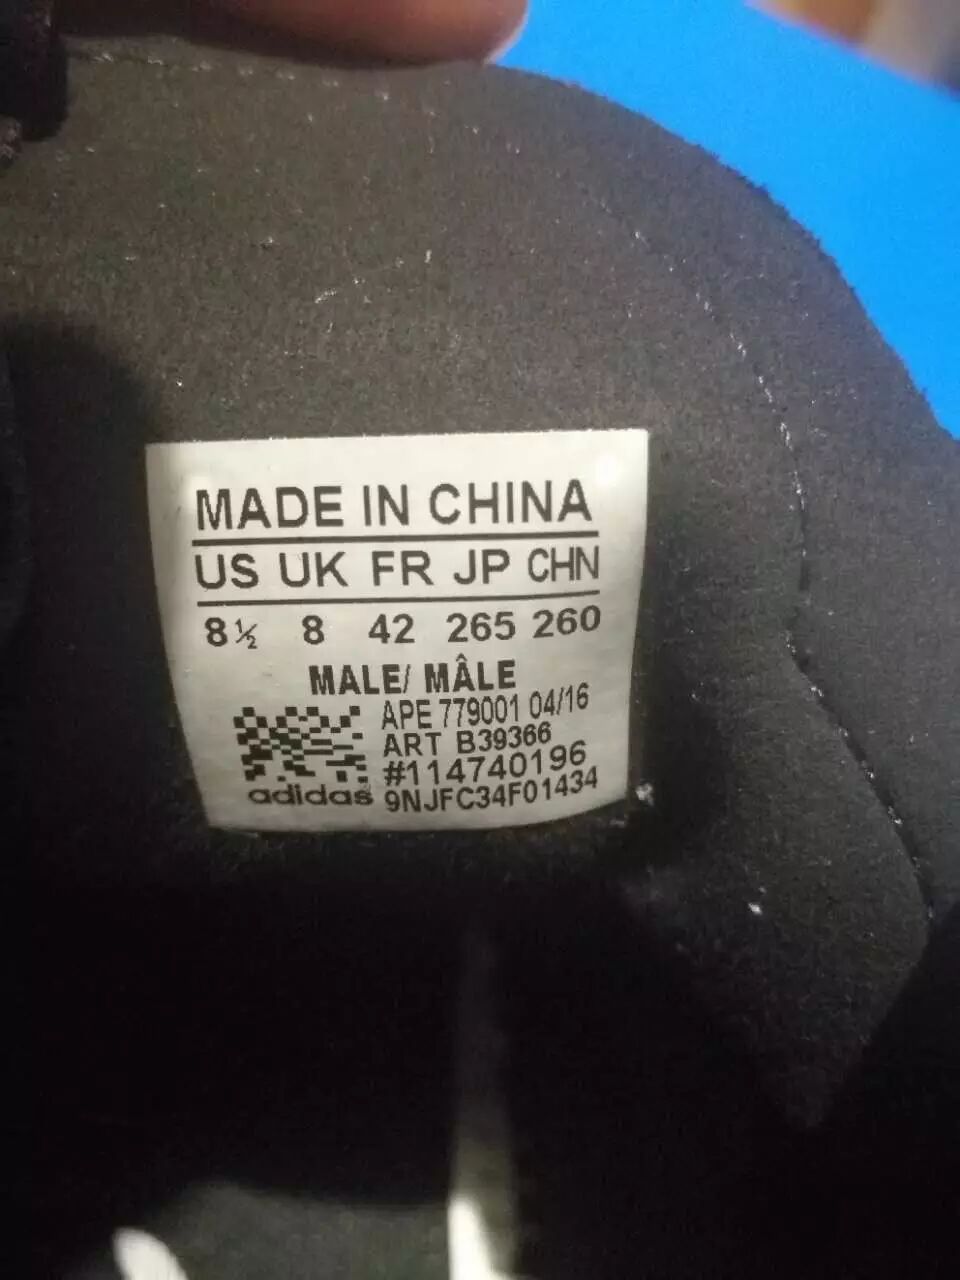 MADE IN CHINA
US UK FR JP CHN
8½ 8 42 265 260
MALE/ MÂLE
APE 779001 04/16
ART B39366
#114740196
adidas 9NJFC34F01434